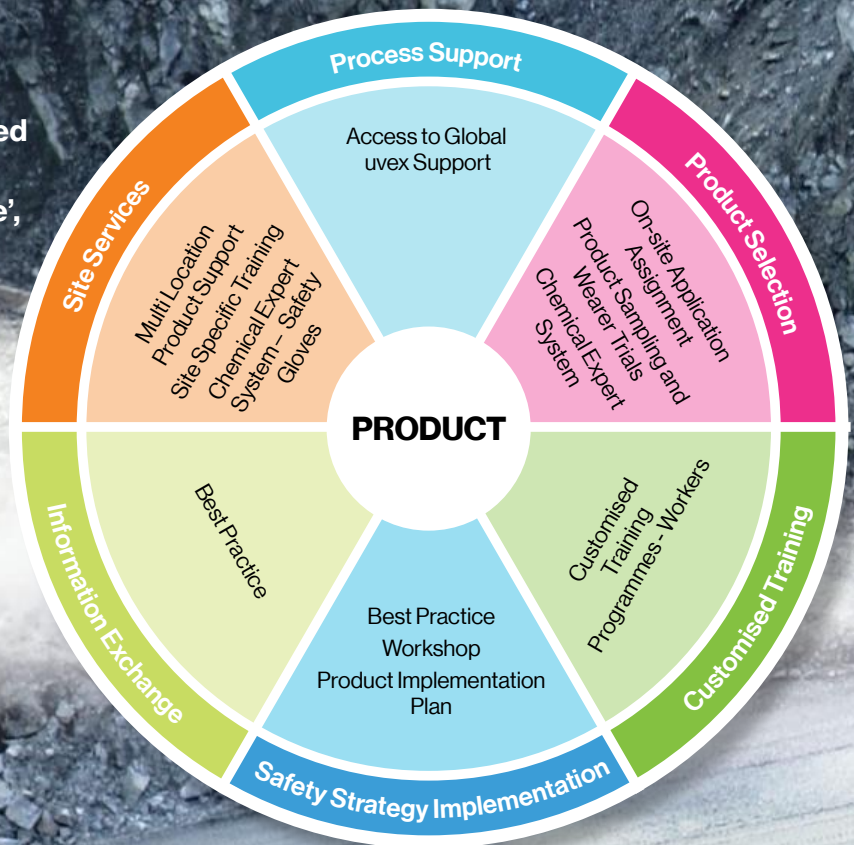 ed
e',
Process Support
Access to Global
uvex Support
Product Selection
On-site Application
Assignment
Product Sampling and
Wearer Trials
Chemical Expert
System
Customised Training
Customised
Training
Programmes - Workers
Safety Strategy Implementation
Best Practice
Workshop
Product Implementation
Plan
Information Exchange
Best Practice
Site Services
Multi Location
Product Support
Site Specific Training
Chemical Expert
System – Safety
Gloves
PRODUCT